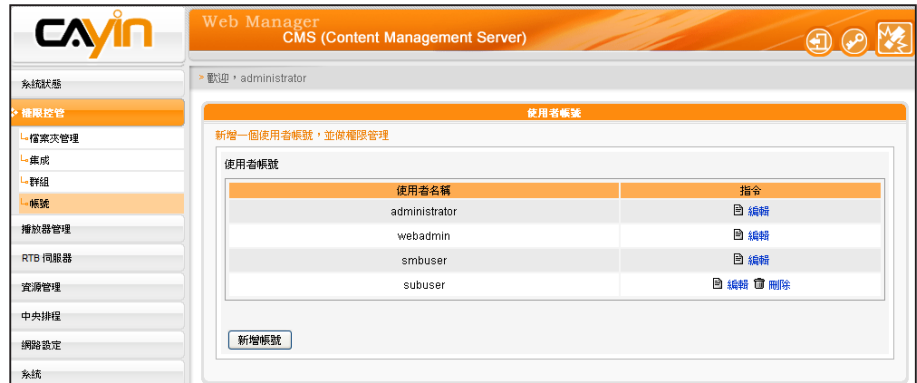 CAyin
Web Manager
CMS (Content Management Server)
系統狀態
權限控管
檔案夾管理
集成
群組
帳號
播放器管理
RTB 伺服器
資源管理
中央排程
網路設定
系統
> 歡迎，administrator
使用者帳號
新增一個使用者帳號，並做權限管理
使用者帳號
使用者名稱 指令
administrator 編輯
webadmin 編輯
smbuser 編輯
subuser 編輯 刪除
新增帳號